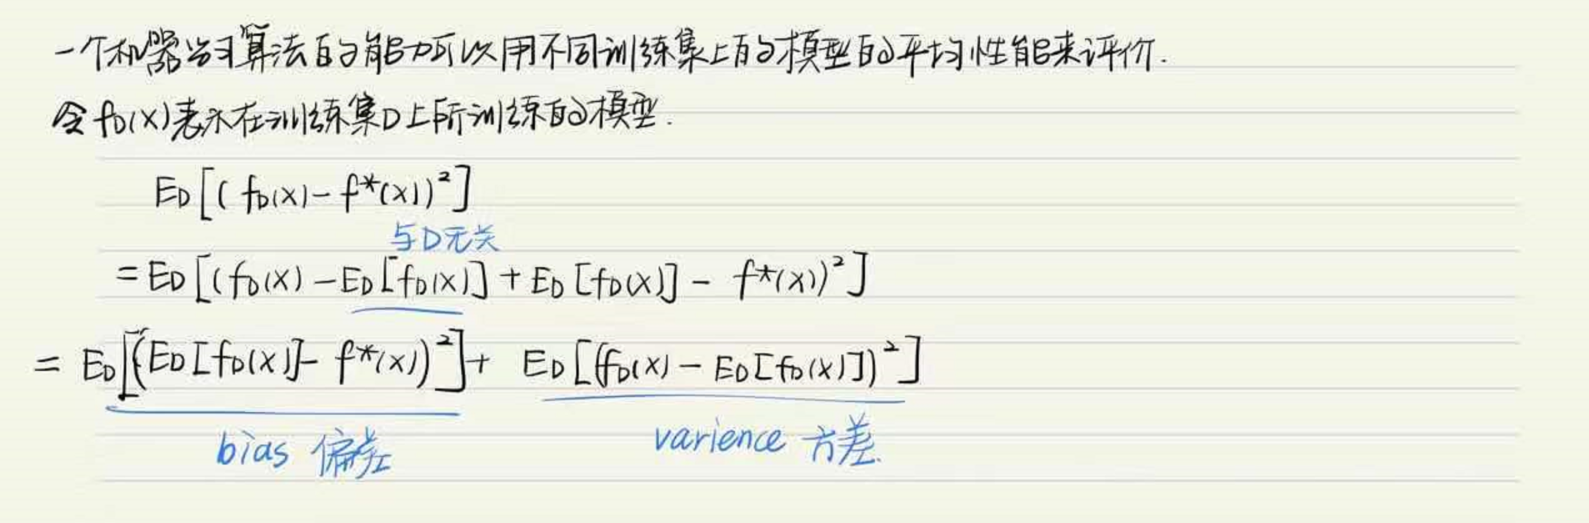 一个机器学习算法的能力可以用不同训练集上的模型的平均性能来评价.
令 f_D(x)表示在训练集D上所训练的模型.
E_D[(f_D(x)-f*(x))²]
与D无关
=E_D[(f_D(x)-E_D[f_D(x)]+E_D[f_D(x)]-f*(x))²]
= E_D[(E_D[f_D(x)]-f*(x))²]+ E_D[(f_D(x)-E_D[f_D(x)])²]
bias 偏差 varience 方差.